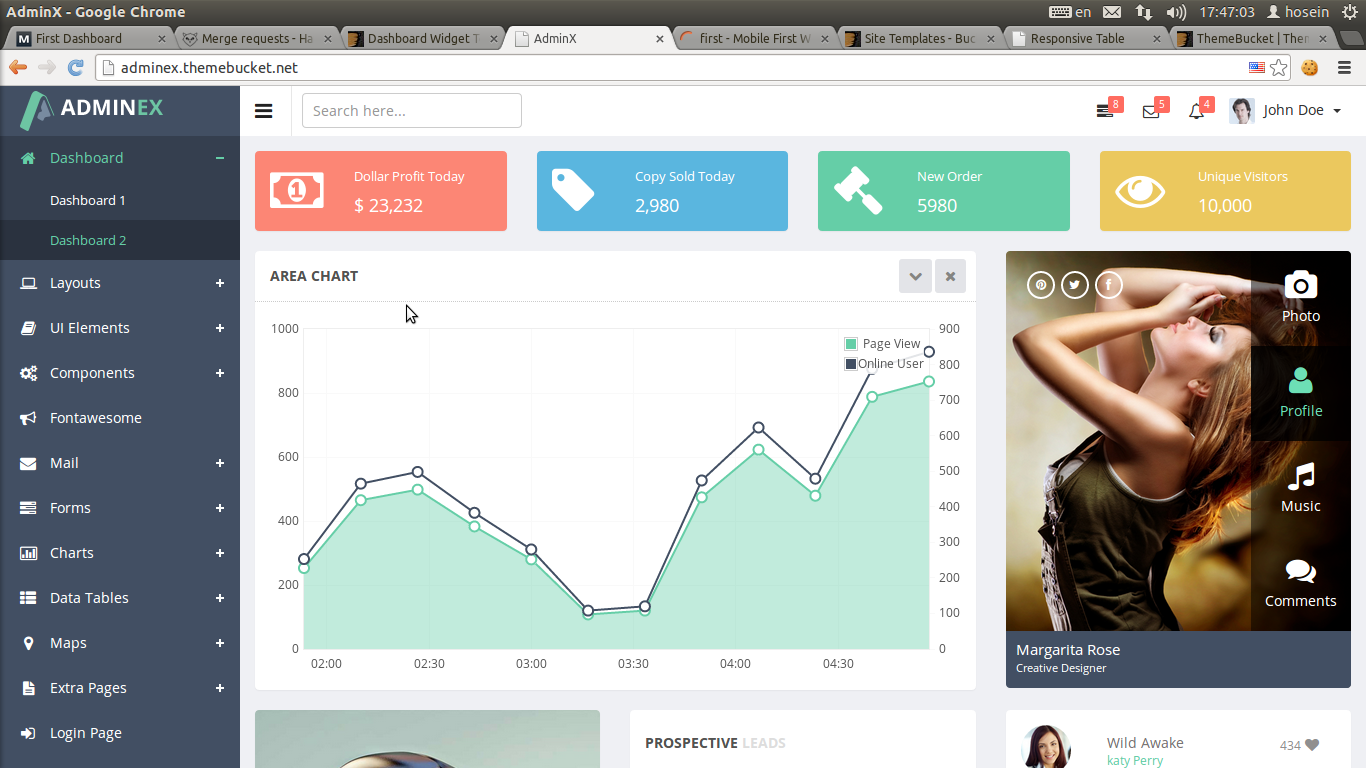 AdminX - Google Chrome
en
17:47:03
hosein
First Dashboard
Merge requests - Ha
Dashboard Widget T
AdminX
first - Mobile First W
Site Templates - Buc
Responsive Table
ThemeBucket | Then
adminex.themebucket.net
ADMINEX
Search here...
8
5
4
John Doe
Dashboard
Dashboard 1
Dashboard 2
Layouts
UI Elements
Components
Fontawesome
Mail
Forms
Charts
Data Tables
Maps
Extra Pages
Login Page
1
Dollar Profit Today
$ 23,232
Copy Sold Today
2,980
New Order
5980
Unique Visitors
10,000
AREA CHART
Page View
Online User
1000
800
600
400
200
0
900
800
700
600
500
400
300
200
100
0
02:00
02:30
03:00
03:30
04:00
04:30
Photo
Profile
Music
Comments
Margarita Rose
Creative Designer
PROSPECTIVE LEADS
Wild Awake
katy Perry
434